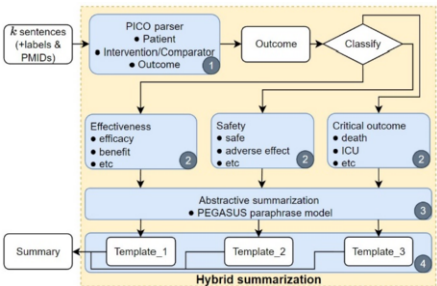 k sentences
(+labels &
PMIDs)
PICO parser
● Patient
● Intervention/Comparator
● Outcome
1
Outcome
Classify
Effectiveness
● efficacy
● benefit
● etc
2
Safety
● safe
● adverse effect
● etc
2
Critical outcome
● death
● ICU
● etc
2
Abstractive summarization
● PEGASUS paraphrase model
3
Summary
Template_1
Template_2
Template_3
4
Hybrid summarization